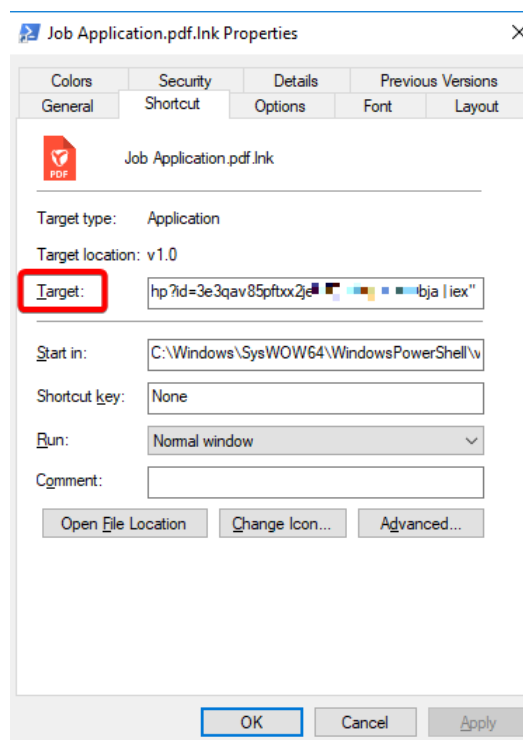 Job Application.pdf.lnk Properties
Colors Security Details Previous Versions
General Shortcut Options Font Layout
PDF
Job Application.pdf.lnk
Target type: Application
Target location: v1.0
Target: hp?id=3e3qav85pftxx2je bja | iex"
Start in: C:\Windows\SysWOW64\WindowsPowerShell\v
Shortcut key: None
Run: Normal window
Comment:
Open File Location Change Icon... Advanced...
OK Cancel Apply